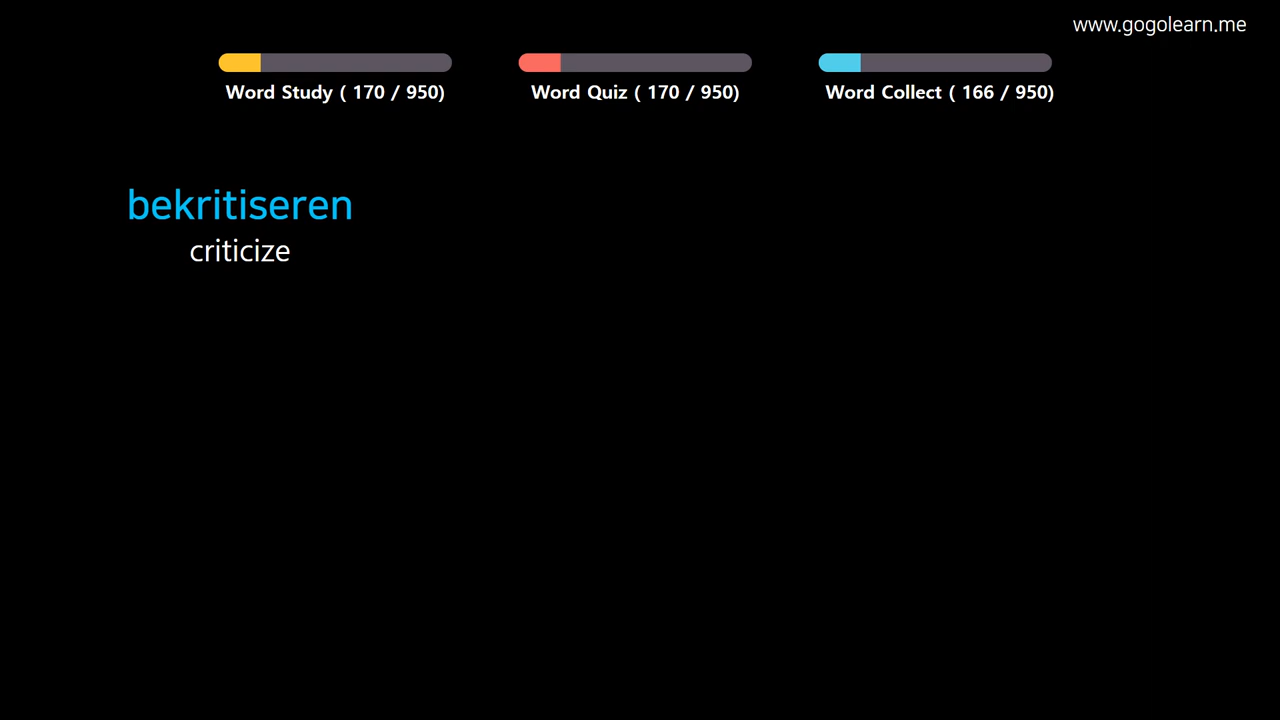 www.gogolearn.me
Word Study ( 170 / 950)
Word Quiz ( 170 / 950)
Word Collect ( 166 / 950)
bekritiseren
criticize